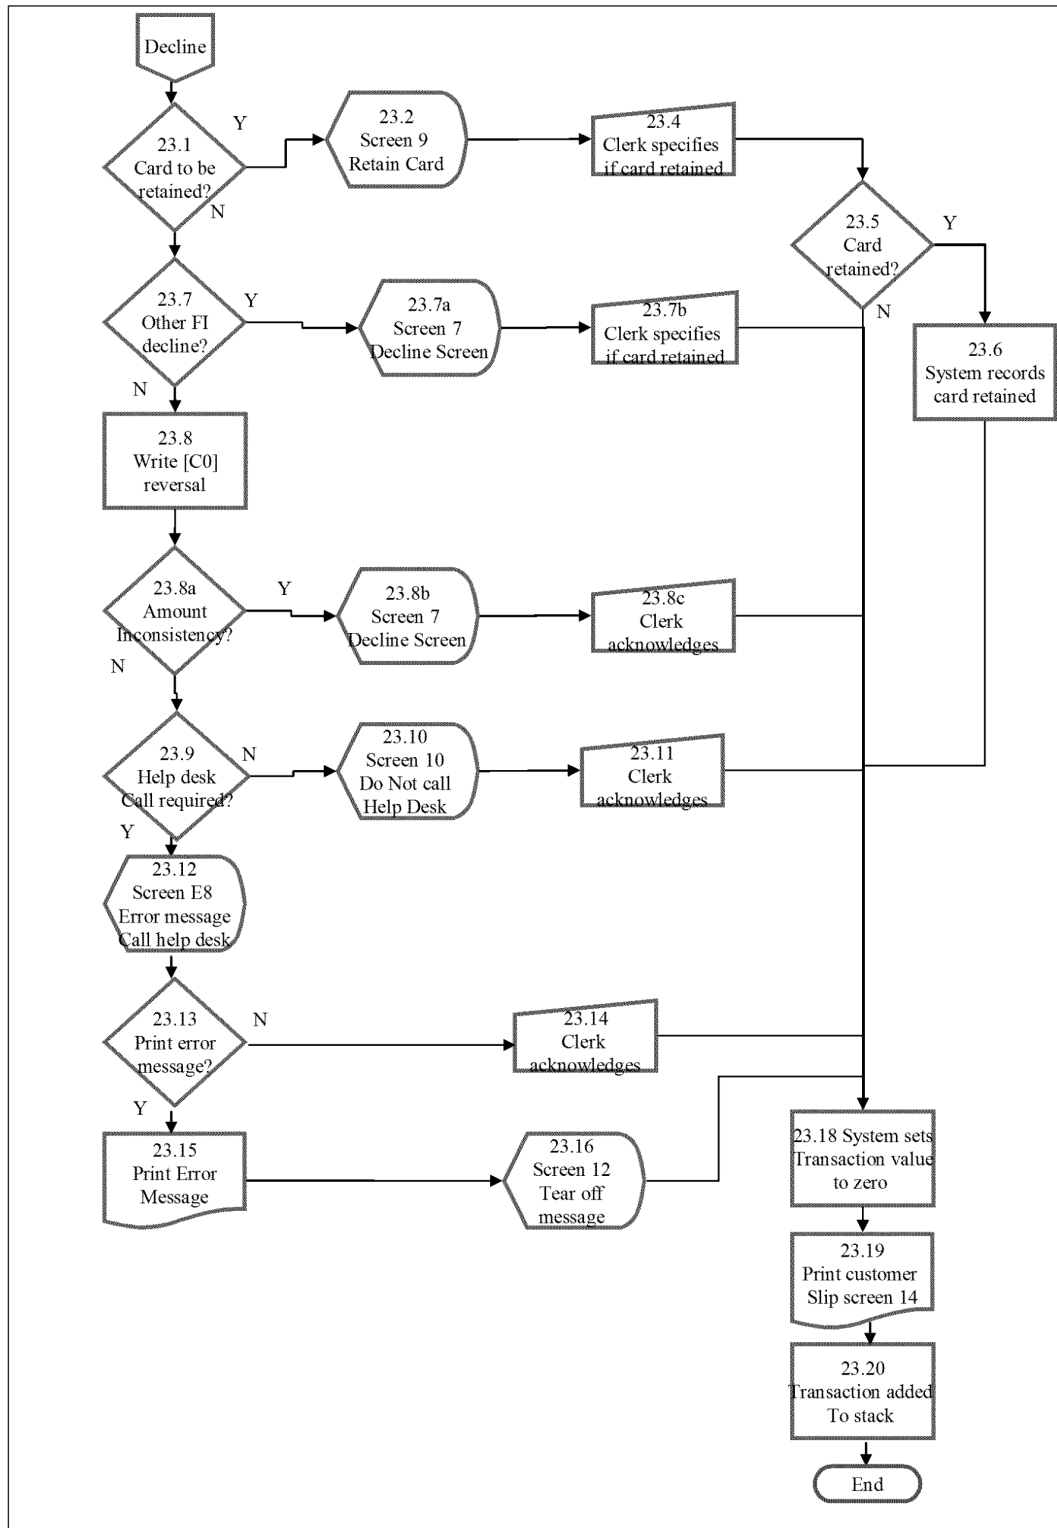 Decline
23.1
Card to be
retained?
Y
N
23.2
Screen 9
Retain Card
23.4
Clerk specifies
if card retained
23.5
Card
retained?
Y
N
23.6
System records
card retained
23.7
Other FI
decline?
Y
N
23.7a
Screen 7
Decline Screen
23.7b
Clerk specifies
if card retained
23.8
Write [C0]
reversal
23.8a
Amount
Inconsistency?
Y
N
23.8b
Screen 7
Decline Screen
23.8c
Clerk
acknowledges
23.9
Help desk
Call required?
N
Y
23.10
Screen 10
Do Not call
Help Desk
23.11
Clerk
acknowledges
23.12
Screen E8
Error message
Call help desk
23.13
Print error
message?
N
Y
23.14
Clerk
acknowledges
23.15
Print Error
Message
23.16
Screen 12
Tear off
message
23.18 System sets
Transaction value
to zero
23.19
Print customer
Slip screen 14
23.20
Transaction added
To stack
End